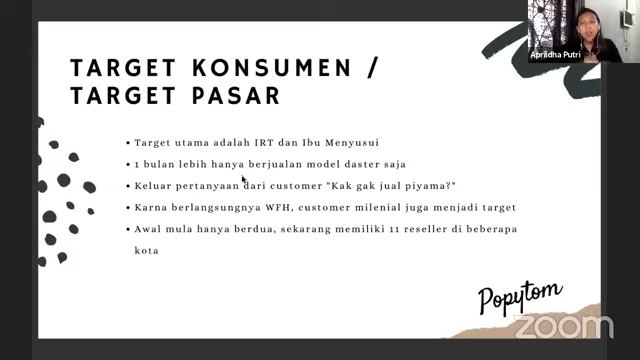 Aprildha Putri
TARGET KONSUMEN /
TARGET PASAR
• Target utama adalah IRT dan Ibu Menyusui
• 1 bulan lebih hanya berjualan model daster saja
• Keluar pertanyaan dari customer "Kak gak jual piyama?"
• Karna berlangsungnya WFH, customer milenial juga menjadi target
• Awal mula hanya berdua, sekarang memiliki 11 reseller di beberapa
kota
Popytom
zoom